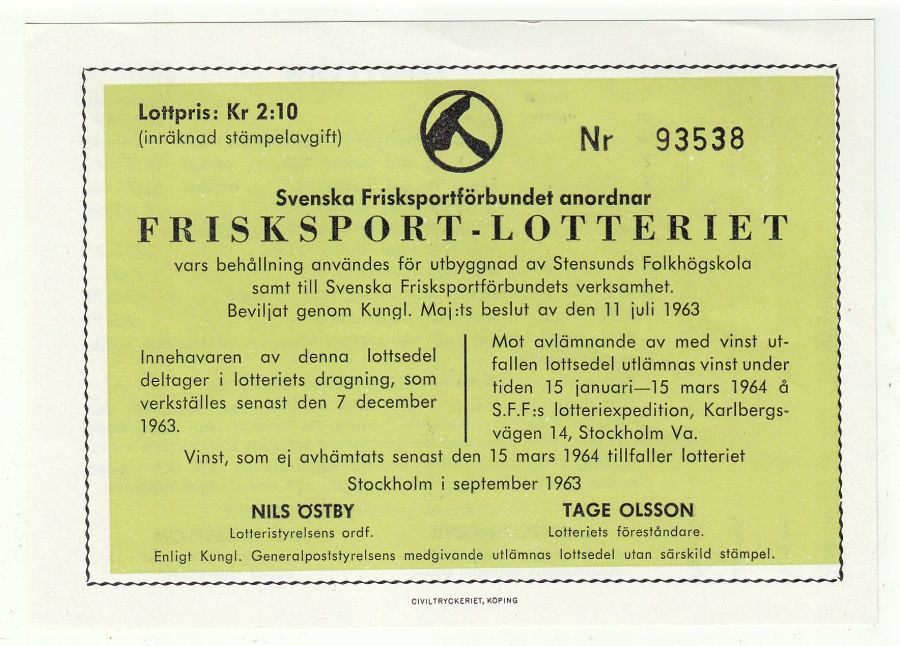 Lottpris: Kr 2:10
(inräknad stämpelavgift)
Nr 93538
Svenska Frisksportförbundet anordnar
FRISKSPORT-LOTTERIET
vars behållning användes för utbyggnad av Stensunds Folkhögskola
samt till Svenska Frisksportförbundets verksamhet.
Beviljat genom Kungl. Maj:ts beslut av den 11 juli 1963
Innehavaren av denna lottsedel
deltager i lotteriets dragning, som
verkställes senast den 7 december
1963.
Mot avlämnande av med vinst ut-
fallen lottsedel utlämnas vinst under
tiden 15 januari—15 mars 1964 å
S.F.F:s lotteriexpedition, Karlbergs-
vägen 14, Stockholm Va.
Vinst, som ej avhämtats senast den 15 mars 1964 tillfaller lotteriet
Stockholm i september 1963
NILS ÖSTBY
Lotteristyrelsens ordf.
TAGE OLSSON
Lotteriets föreståndare.
Enligt Kungl. Generalpoststyrelsens medgivande utlämnas lottsedel utan särskild stämpel.
CIVILTRYCKERIET, KÖPING